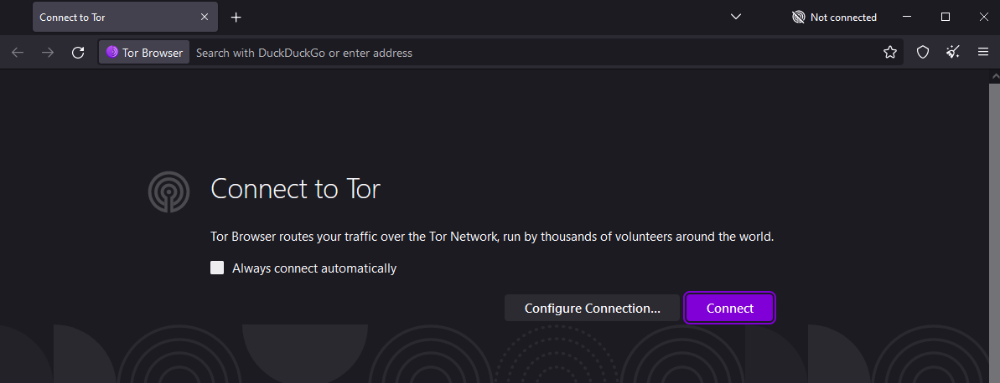 Connect to Tor
Not connected
Tor Browser
Search with DuckDuckGo or enter address
Connect to Tor
Tor Browser routes your traffic over the Tor Network, run by thousands of volunteers around the world.
Always connect automatically
Configure Connection...
Connect